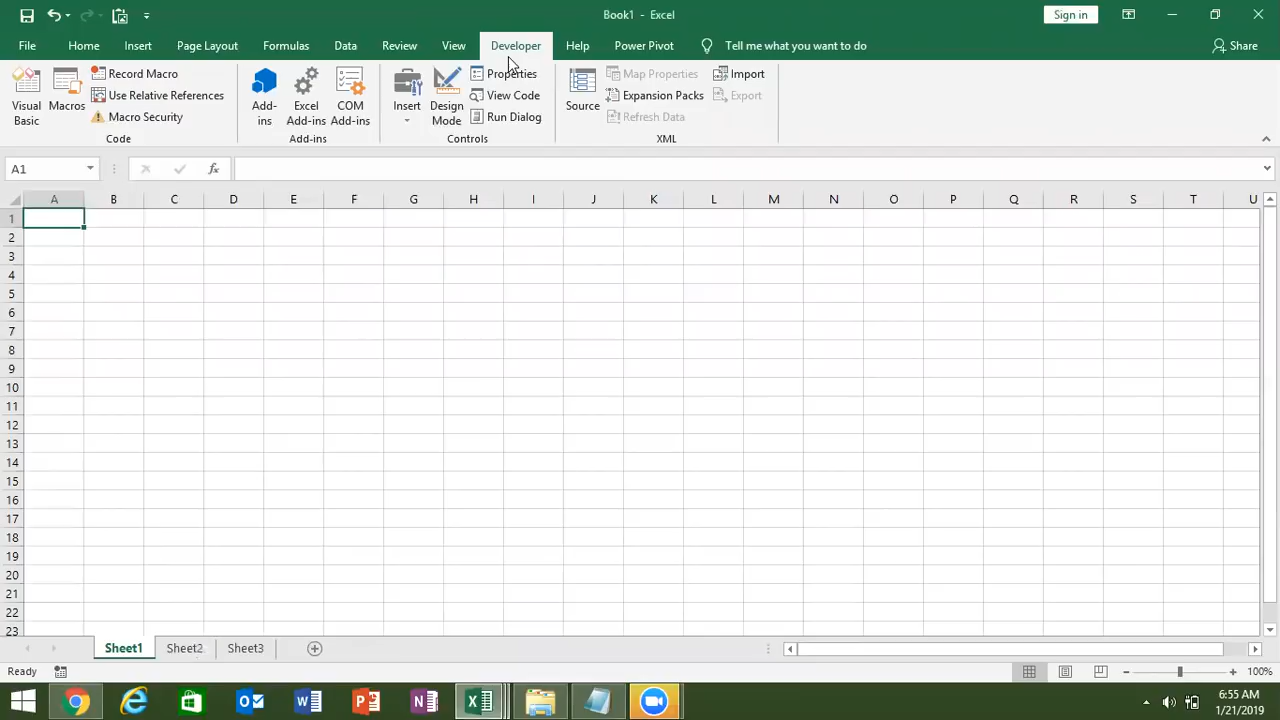 Book1 - Excel
Sign in
File Home Insert Page Layout Formulas Data Review View Developer Help Power Pivot Tell me what you want to do Share
Visual Basic
Macros
Record Macro
Use Relative References
Macro Security
Code
Add-ins
Excel Add-ins
COM Add-ins
Add-ins
Insert
Design Mode
Properties
View Code
Run Dialog
Controls
Source
Map Properties
Expansion Packs
Refresh Data
Import
Export
XML
A1
fx
A B C D E F G H I J K L M N O P Q R S T U
1
2
3
4
5
6
7
8
9
10
11
12
13
14
15
16
17
18
19
20
21
22
23
Sheet1 Sheet2 Sheet3
Ready
100%
6:55 AM
1/21/2019